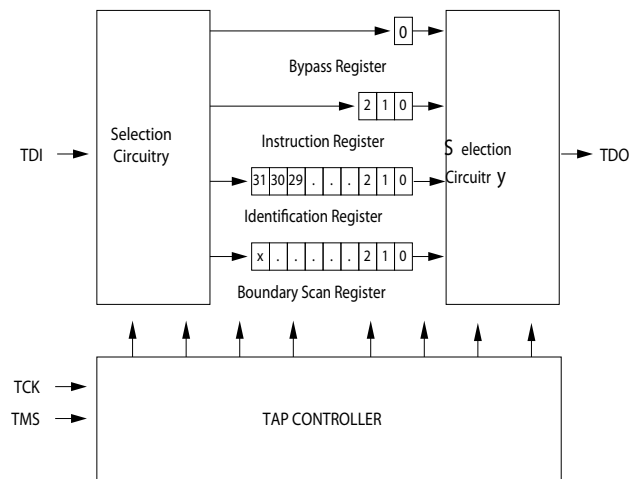 0
Bypass Register
2 1 0
Selection
Circuitry
Instruction Register
S election
Circuitr y
TDI
TDO
31 30 29 . . . 2 1 0
Identification Register
x . . . . . 2 1 0
Boundary Scan Register
TCK
TMS
TAP CONTROLLER